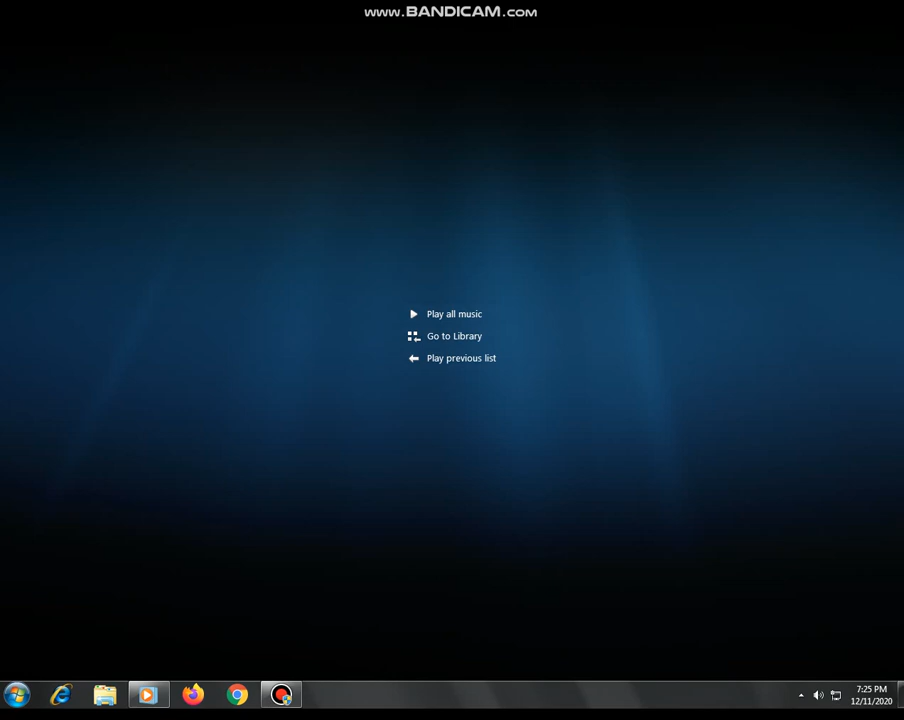 www.BANDICAM.com
Play all music
Go to Library
Play previous list
7:25 PM
12/11/2020